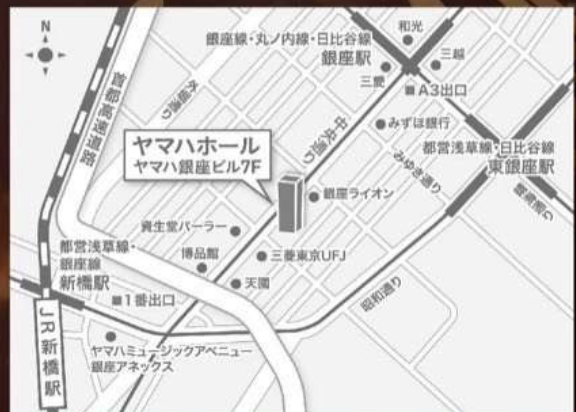 N
和光
銀座線・丸ノ内線・日比谷線
銀座駅
三越
三愛
A3出口
外堀通り
首都高速道路
中央通り
みずほ銀行
ヤマハホール
ヤマハ銀座ビル7F
都営浅草線・日比谷線
東銀座駅
みゆき通り
晴海通り
銀座ライオン
資生堂パーラー
都営浅草線・
銀座線
新橋駅
博品館
三菱東京UFJ
天國
1番出口
昭和通り
JR新橋駅
ヤマハミュージックアベニュー
銀座アネックス